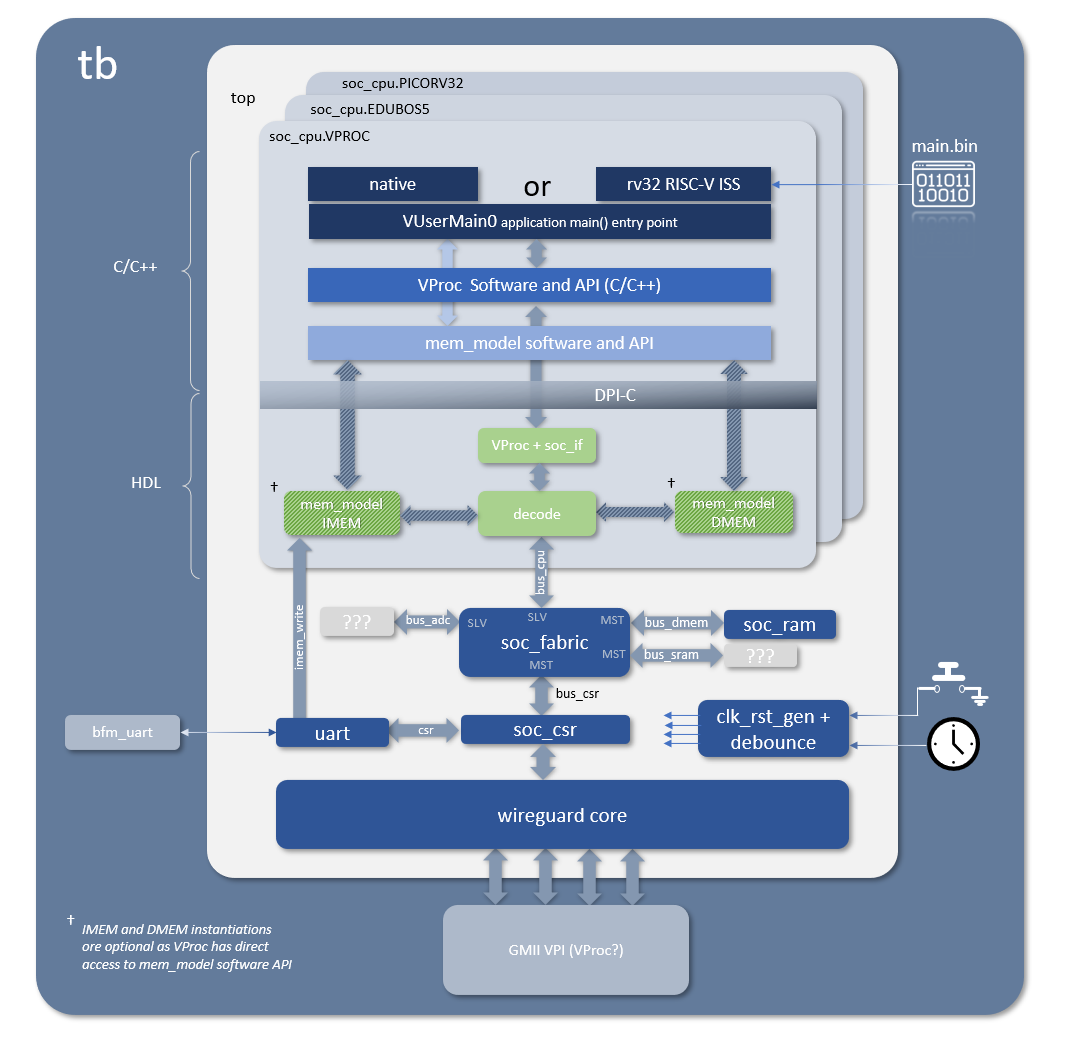 tb
soc_cpu.PICORV32
top
soc_cpu.EDUBOS5
soc_cpu.VPROC
main.bin
native
or
rv32 RISC-V ISS
011011
10010
VUserMain0 application main() entry point
C/C++
VProc Software and API (C/C++)
mem_model software and API
DPI-C
VProc + soc_if
HDL
†
†
mem_model
IMEM
decode
mem_model
DMEM
bus_cpu
imem_write
???
bus_adc
SLV
SLV
MST
bus_dmem
soc_ram
soc_fabric
MST
bus_sram
???
MST
bus_csr
bfm_uart
uart
csr
soc_csr
clk_rst_gen +
debounce
wireguard core
GMII VPI (VProc?)
† IMEM and DMEM instantiations
ore optional as VProc has direct
access to mem_model software API